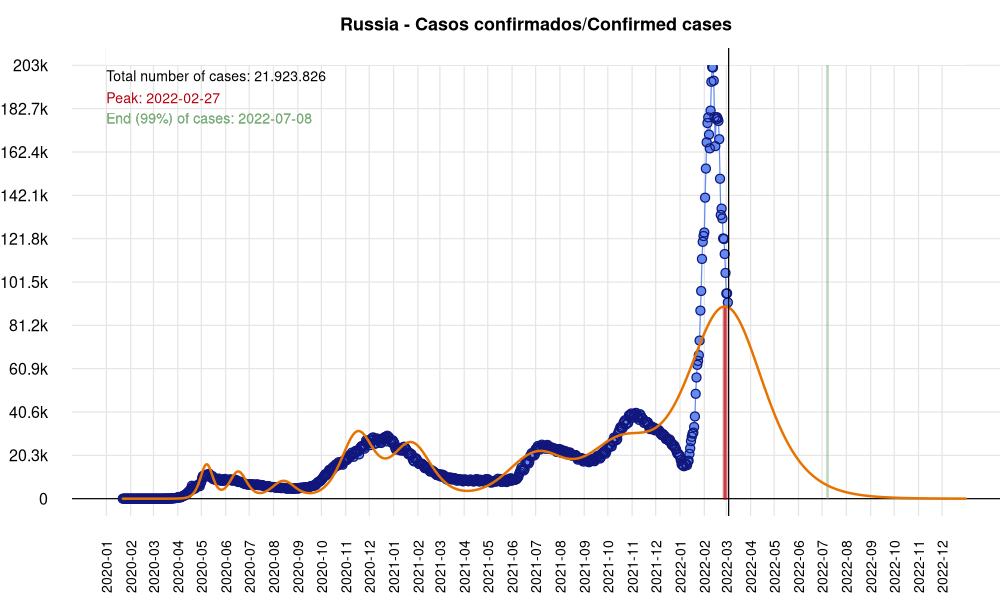 Russia - Casos confirmados/Confirmed cases
Total number of cases: 21.923.826
Peak: 2022-02-27
End (99%) of cases: 2022-07-08
203k
182.7k
162.4k
142.1k
121.8k
101.5k
81.2k
60.9k
40.6k
20.3k
0
2020-01
2020-02
2020-03
2020-04
2020-05
2020-06
2020-07
2020-08
2020-09
2020-10
2020-11
2020-12
2021-01
2021-02
2021-03
2021-04
2021-05
2021-06
2021-07
2021-08
2021-09
2021-10
2021-11
2021-12
2022-01
2022-02
2022-03
2022-04
2022-05
2022-06
2022-07
2022-08
2022-09
2022-10
2022-11
2022-12